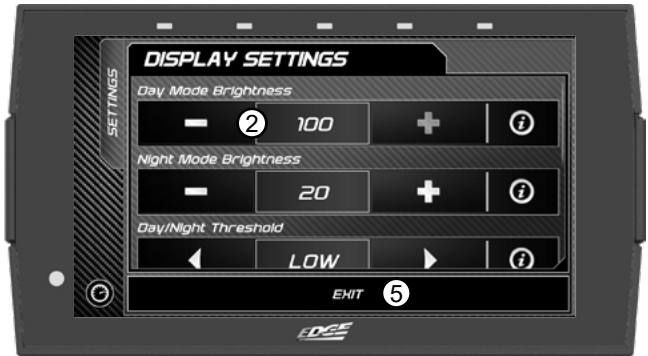 DISPLAY SETTINGS
SETTINGS
Day Mode Brightness
− 2 100 + i
Night Mode Brightness
− 20 + i
Day/Night Threshold
LOW i
EXIT 5
EDGE